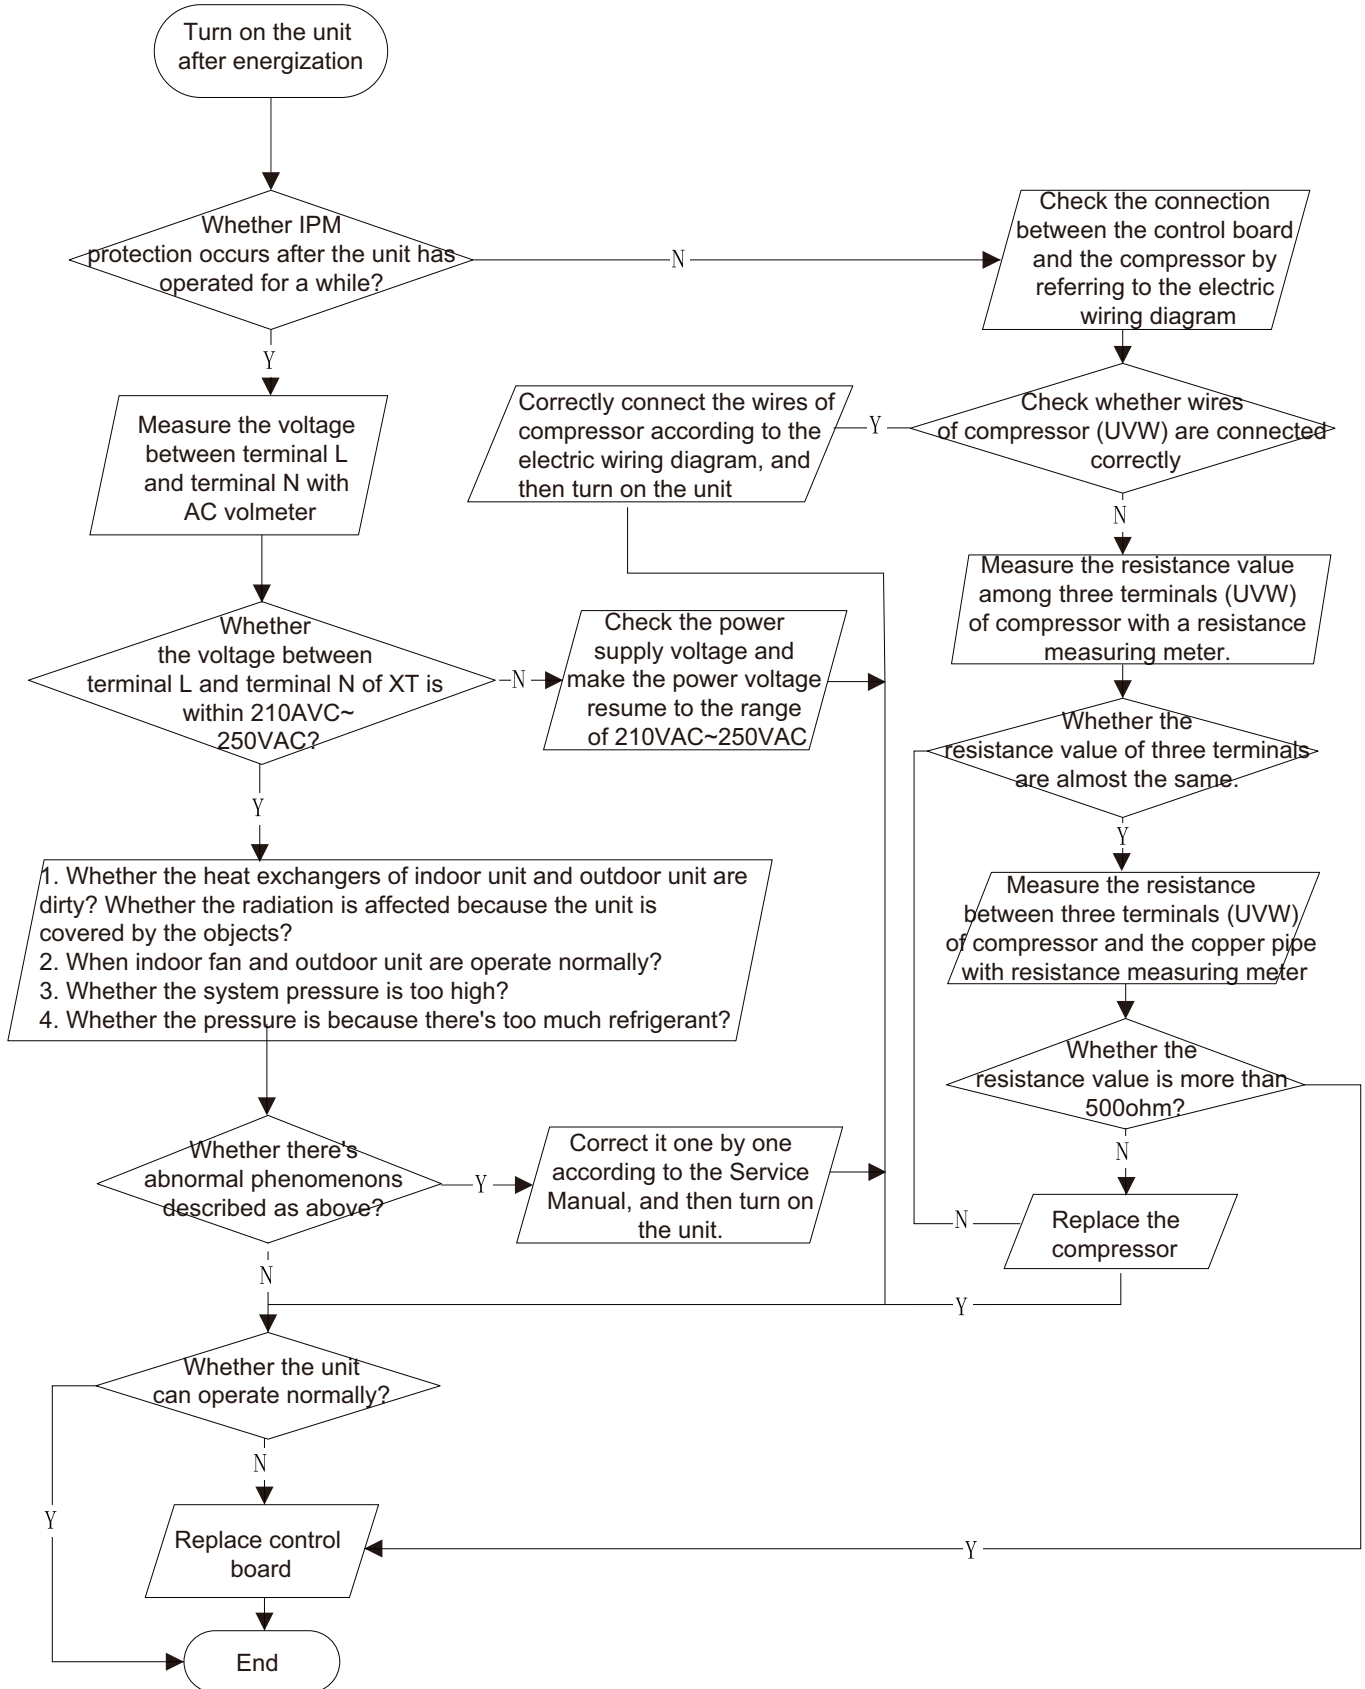 Turn on the unit
after energization
Whether IPM
protection occurs after the unit has
operated for a while?
N
Check the connection
between the control board
and the compressor by
referring to the electric
wiring diagram
Y
Measure the voltage
between terminal L
and terminal N with
AC volmeter
Correctly connect the wires of
compressor according to the
electric wiring diagram, and
then turn on the unit
Y
Check whether wires
of compressor (UVW) are connected
correctly
N
Measure the resistance value
among three terminals (UVW)
of compressor with a resistance
measuring meter.
Whether
the voltage between
terminal L and terminal N of XT is
within 210AVC~
250VAC?
N
Check the power
supply voltage and
make the power voltage
resume to the range
of 210VAC~250VAC
Whether the
resistance value of three terminals
are almost the same.
Y
Y
1. Whether the heat exchangers of indoor unit and outdoor unit are
dirty? Whether the radiation is affected because the unit is
covered by the objects?
2. When indoor fan and outdoor unit are operate normally?
3. Whether the system pressure is too high?
4. Whether the pressure is because there's too much refrigerant?
Measure the resistance
between three terminals (UVW)
of compressor and the copper pipe
with resistance measuring meter
Whether the
resistance value is more than
500ohm?
N
Whether there's
abnormal phenomenons
described as above?
Y
Correct it one by one
according to the Service
Manual, and then turn on
the unit.
N
Replace the
compressor
N
Y
Whether the unit
can operate normally?
N
Y
Replace control
board
Y
End